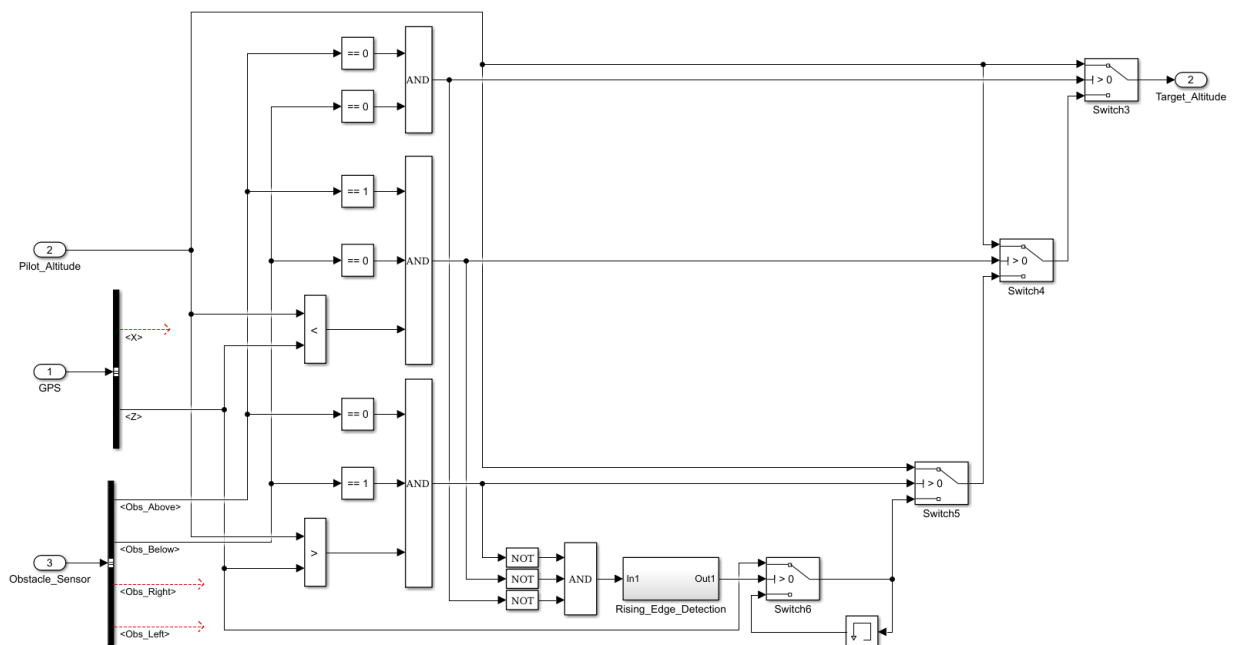 == 0
AND
== 0
> 0
Switch3
2
Target_Altitude
== 1
2
Pilot_Altitude
== 0
AND
> 0
Switch4
<
<X>
1
GPS
<Z>
== 0
== 1
AND
> 0
Switch5
<Obs_Above>
>
<Obs_Below>
3
Obstacle_Sensor
<Obs_Right>
<Obs_Left>
NOT
NOT
NOT
AND
In1 Out1
Rising_Edge_Detection
> 0
Switch6